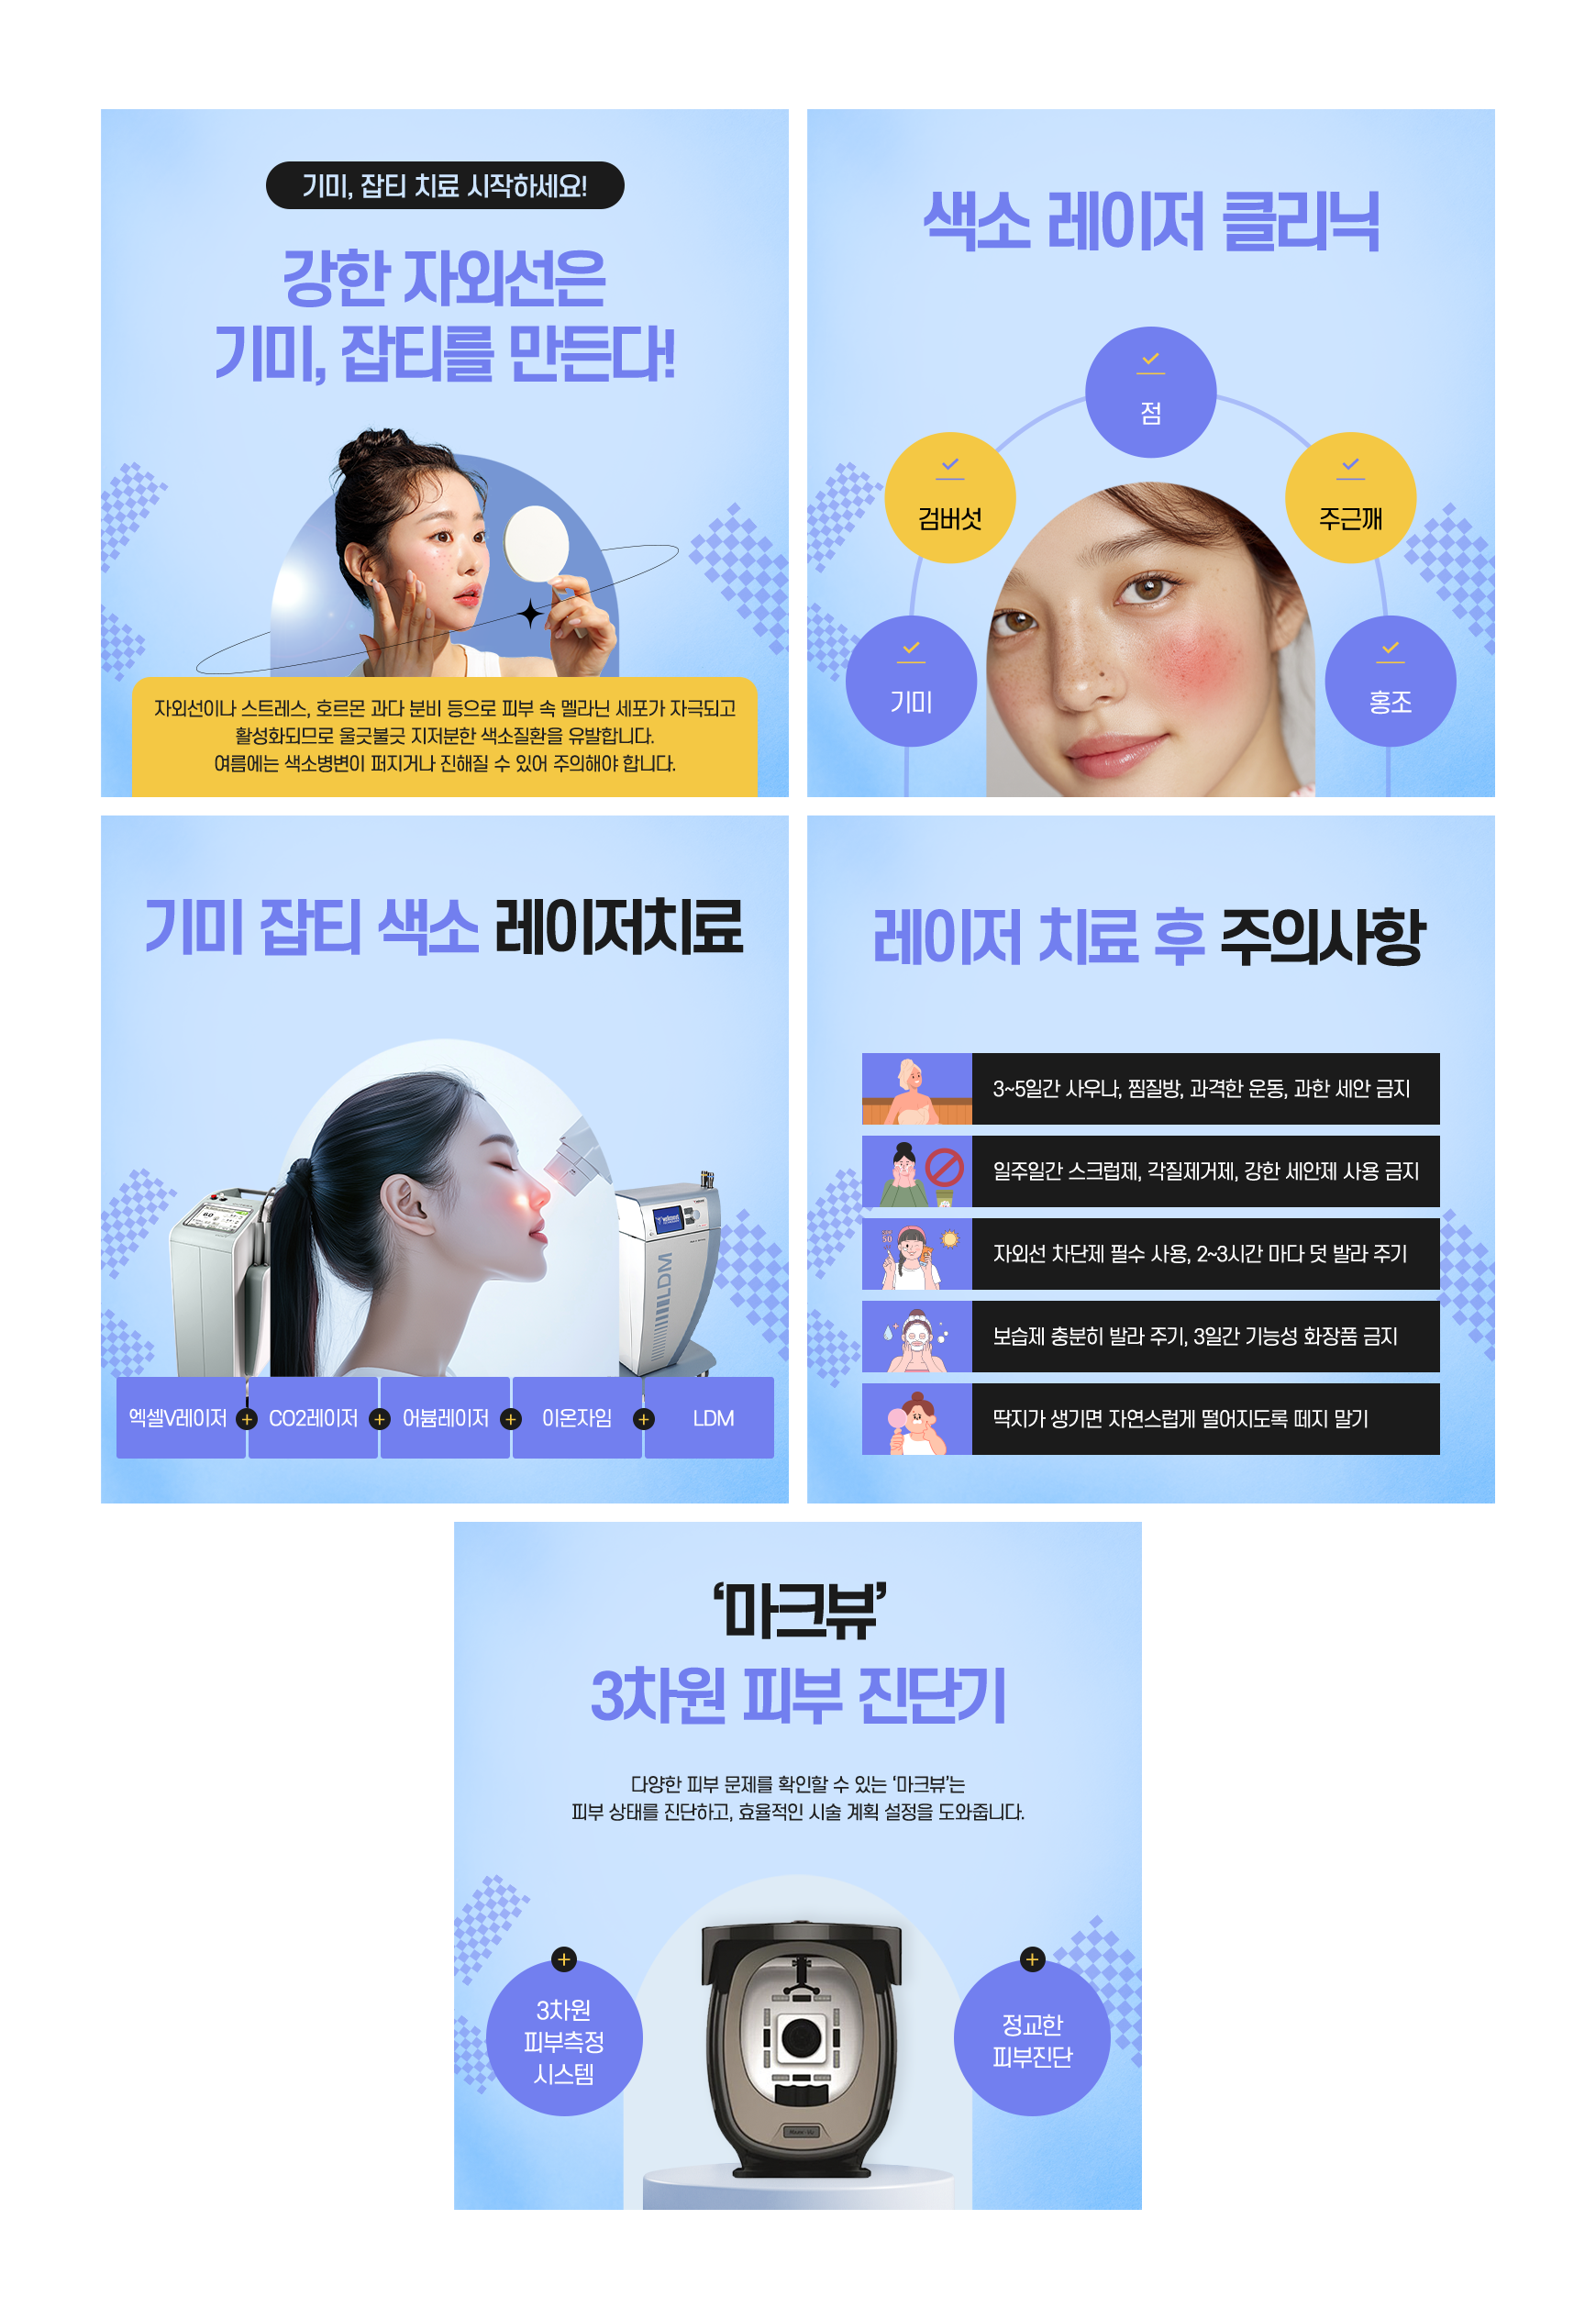 기미, 잡티 치료 시작하세요!
강한 자외선은
기미, 잡티를 만든다!
자외선이나 스트레스, 호르몬 과다 분비 등으로 피부 속 멜라닌 세포가 자극되고
활성화되므로 울긋불긋 지저분한 색소질환을 유발합니다.
여름에는 색소병변이 퍼지거나 진해질 수 있어 주의해야 합니다.
색소 레이저 클리닉
점
검버섯
주근깨
기미
홍조
기미 잡티 색소 레이저치료
LDM
엑셀V레이저
CO2레이저
어븀레이저
이온자임
LDM
레이저 치료 후 주의사항
3~5일간 사우나, 찜질방, 과격한 운동, 과한 세안 금지
일주일간 스크럽제, 각질제거제, 강한 세안제 사용 금지
자외선 차단제 필수 사용, 2~3시간 마다 덧 발라 주기
보습제 충분히 발라 주기, 3일간 기능성 화장품 금지
딱지가 생기면 자연스럽게 떨어지도록 떼지 말기
‘마크뷰’
3차원 피부 진단기
다양한 피부 문제를 확인할 수 있는 ‘마크뷰’는
피부 상태를 진단하고, 효율적인 시술 계획 설정을 도와줍니다.
3차원
피부측정
시스템
정교한
피부진단